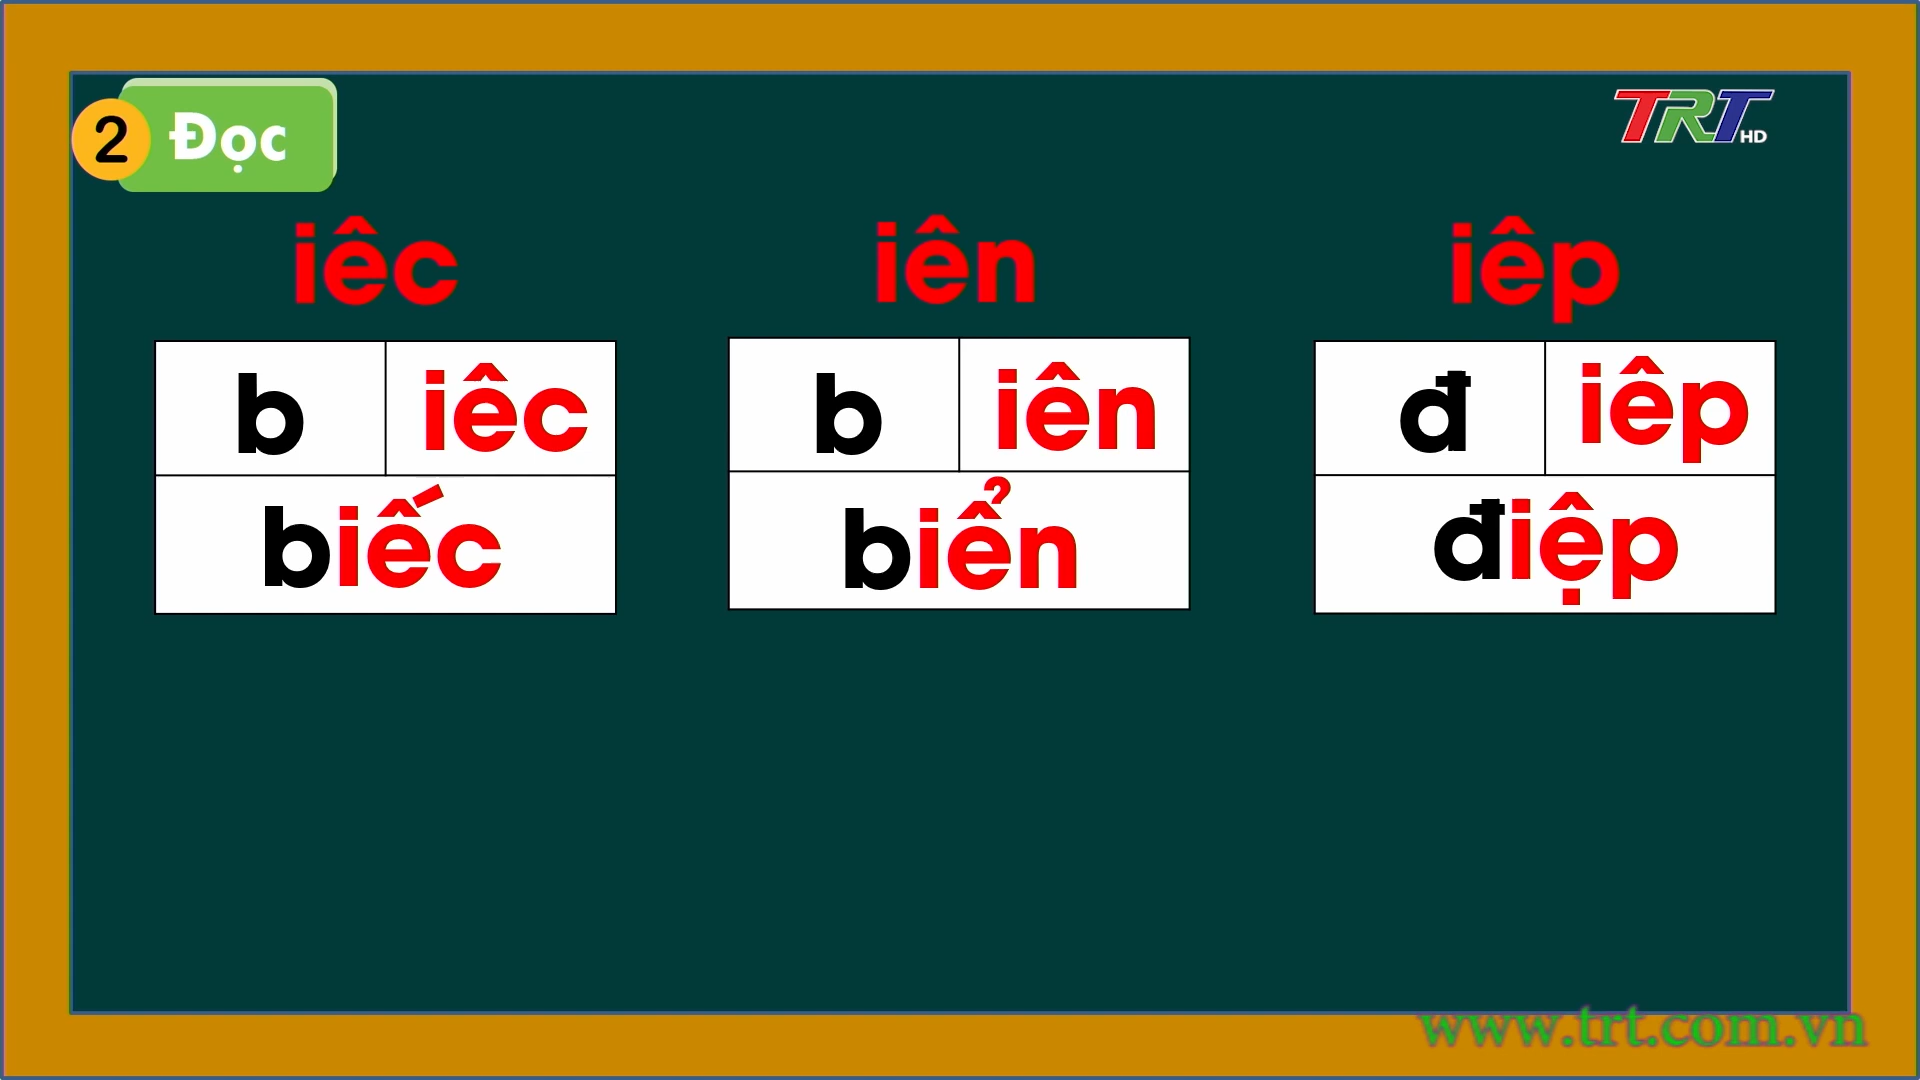 2 Đọc
TRT HD
iêc iên iêp
b iêc b iên đ iêp
biếc biển điệp
www.trt.com.vn